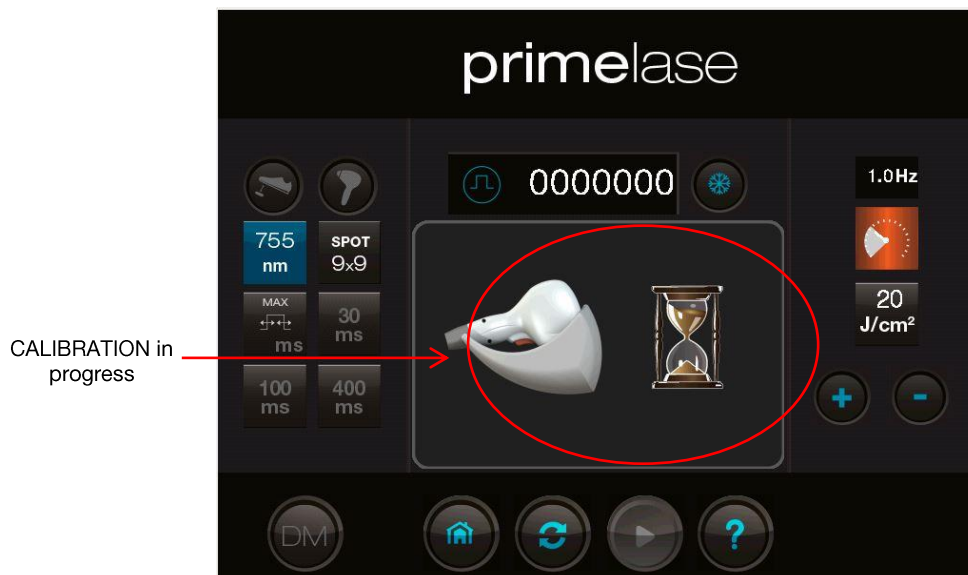 primelase
0000000
1.0Hz
755
nm
SPOT
9x9
MAX
ms
30
ms
20
J/cm²
CALIBRATION in
progress
100
ms
400
ms
+
-
DM
?